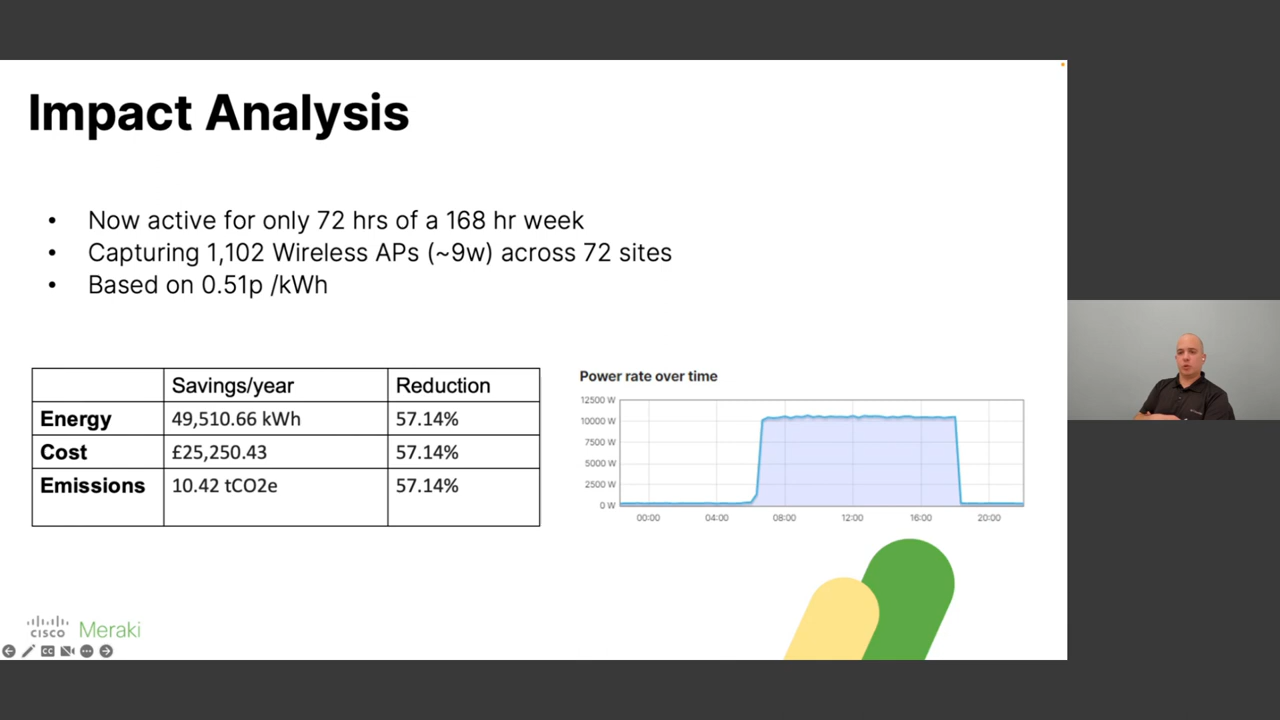 Impact Analysis
• Now active for only 72 hrs of a 168 hr week
• Capturing 1,102 Wireless APs (~9w) across 72 sites
• Based on 0.51p /kWh
Savings/year Reduction
Energy 49,510.66 kWh 57.14%
Cost £25,250.43 57.14%
Emissions 10.42 tCO2e 57.14%
Power rate over time
12500 W
10000 W
7500 W
5000 W
2500 W
0 W
00:00 04:00 08:00 12:00 16:00 20:00
CISCO Meraki
CC